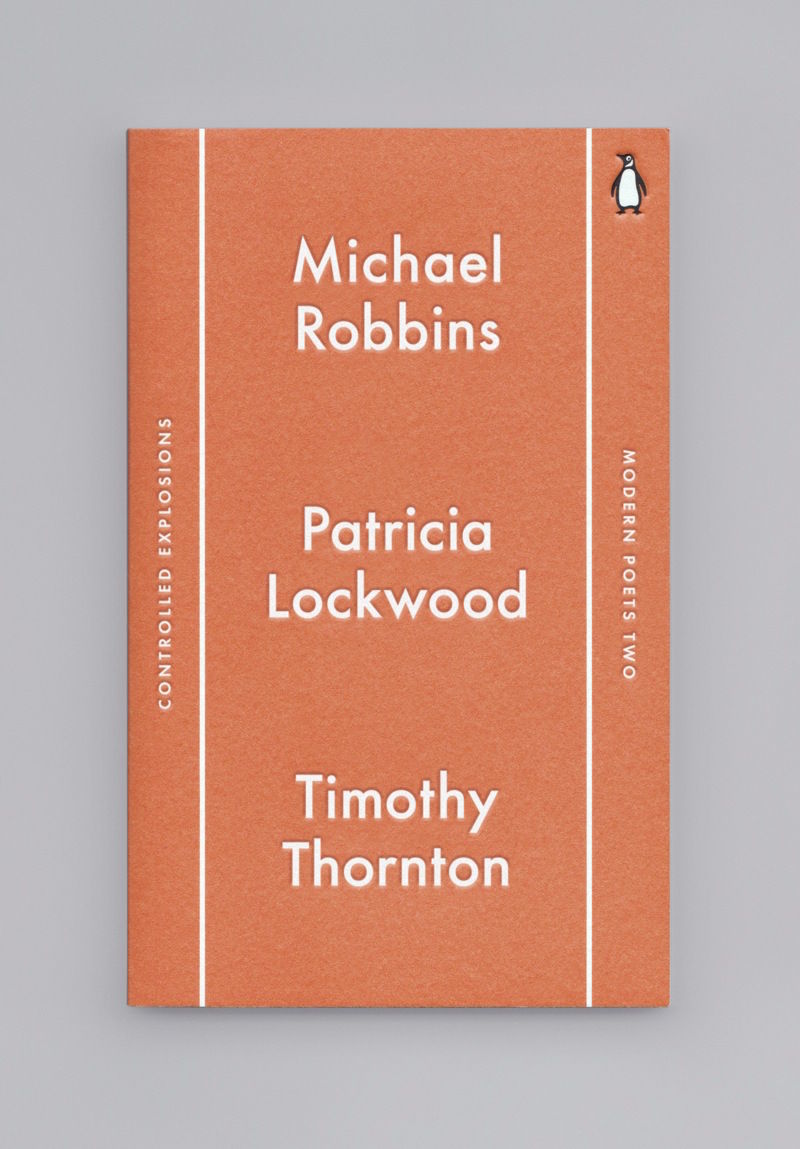 Michael
Robbins
Patricia
Lockwood
Timothy
Thornton
CONTROLLED EXPLOSIONS
MODERN POETS TWO